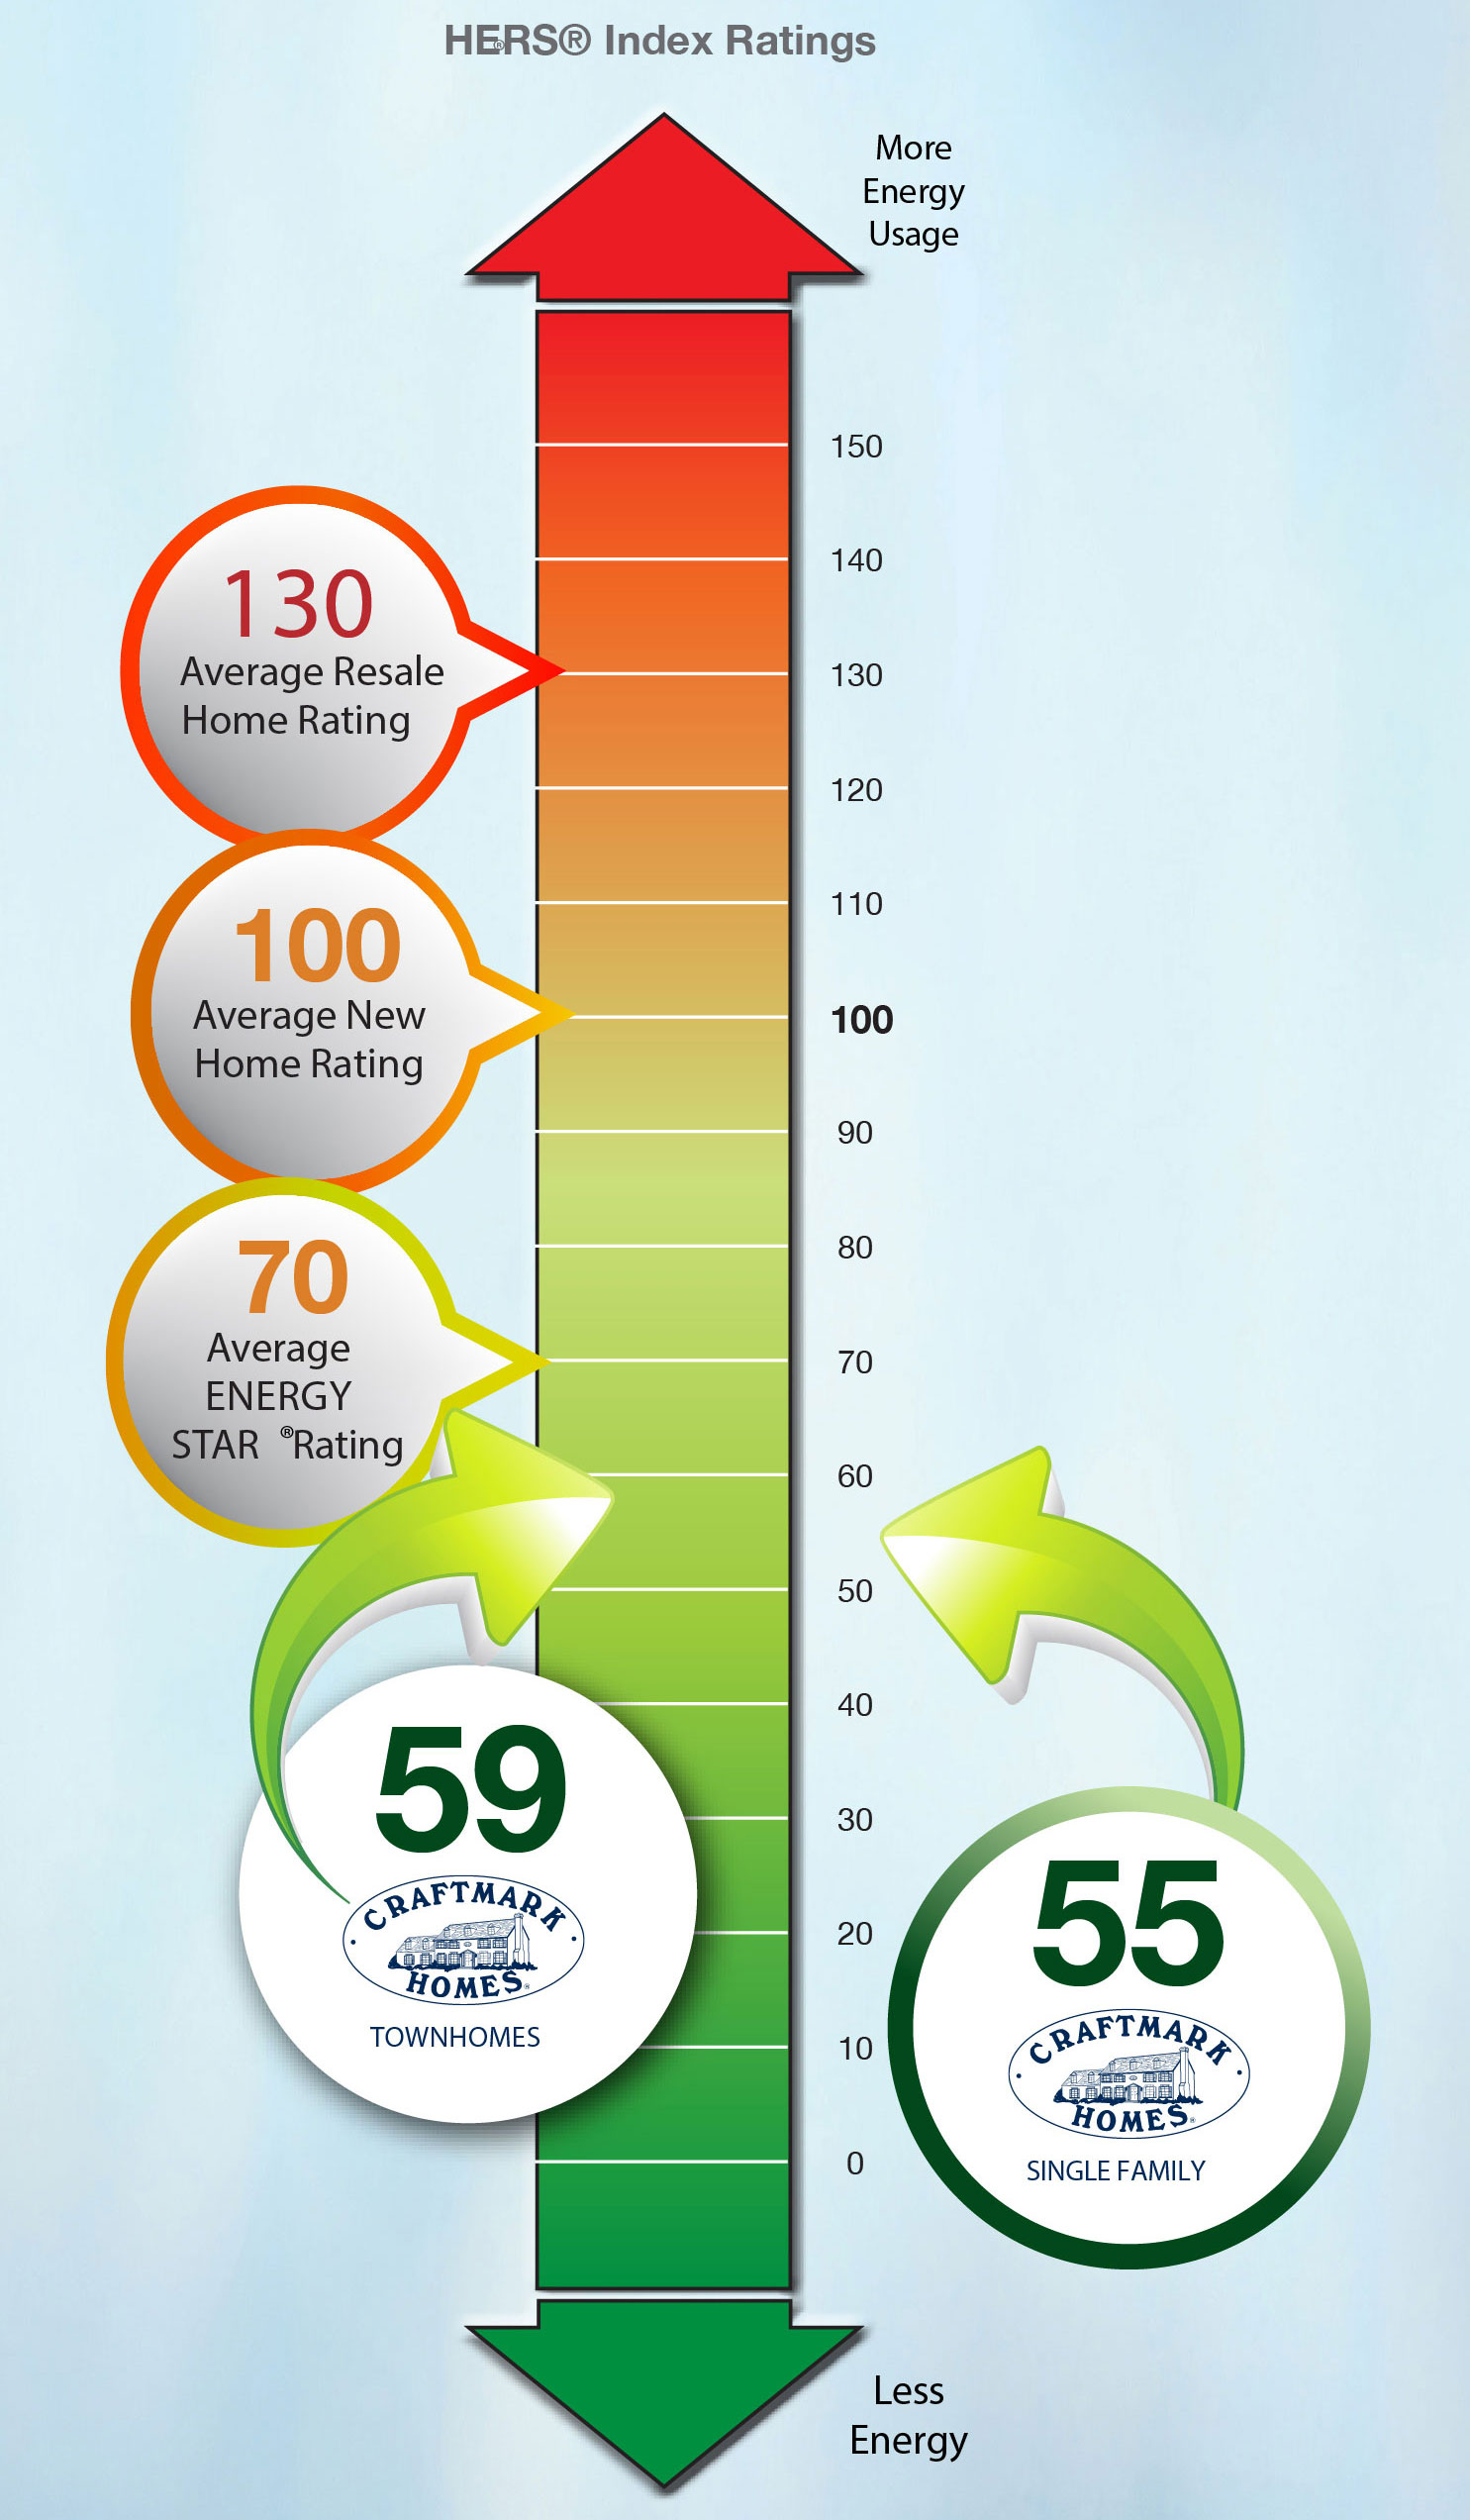 HE®RS® Index Ratings
More
Energy
Usage
150
140
130
120
110
100
90
80
70
60
50
40
30
20
10
0
130
Average Resale
Home Rating
100
Average New
Home Rating
70
Average
ENERGY
STAR ®Rating
59
CRAFTMARK
HOMES®
TOWNHOMES
55
CRAFTMARK
HOMES®
SINGLE FAMILY
Less
Energy